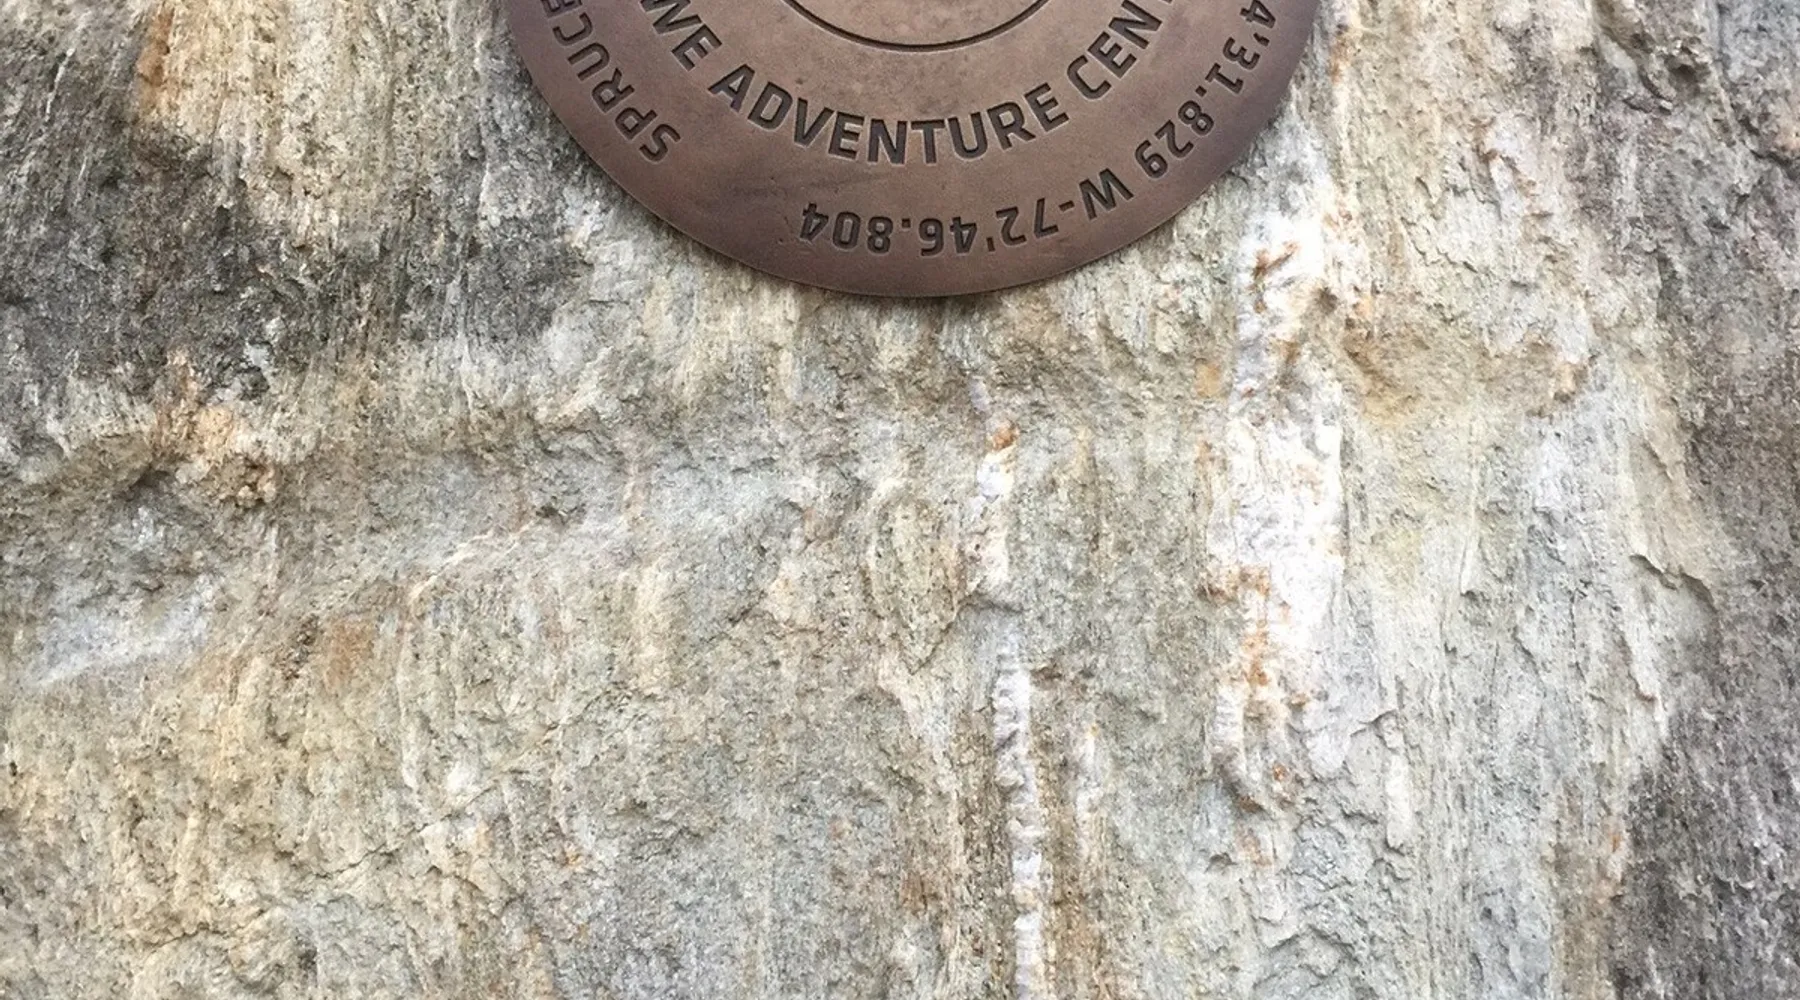 WE ADVENTURE CEN
4'31.829 W-72'46.804
SPRUCE